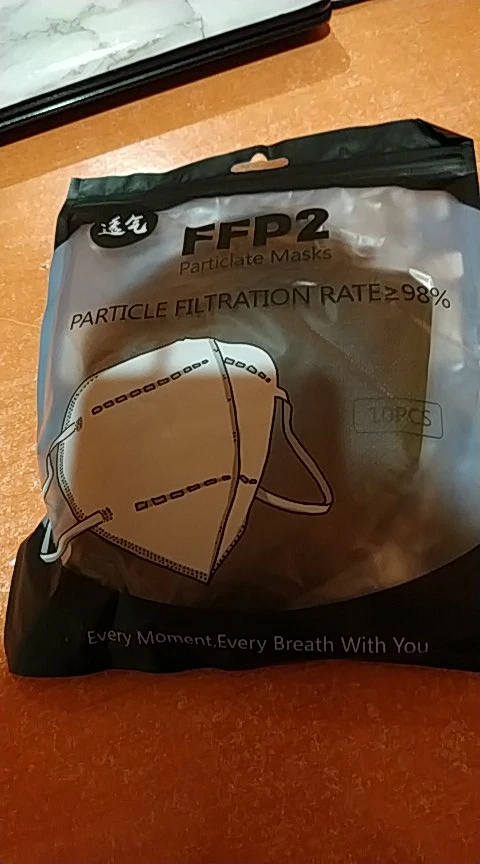 透气
FFP2
Particlate Masks
PARTICLE FILTRATION RATE≥98%
10PCS
Every Moment,Every Breath With You